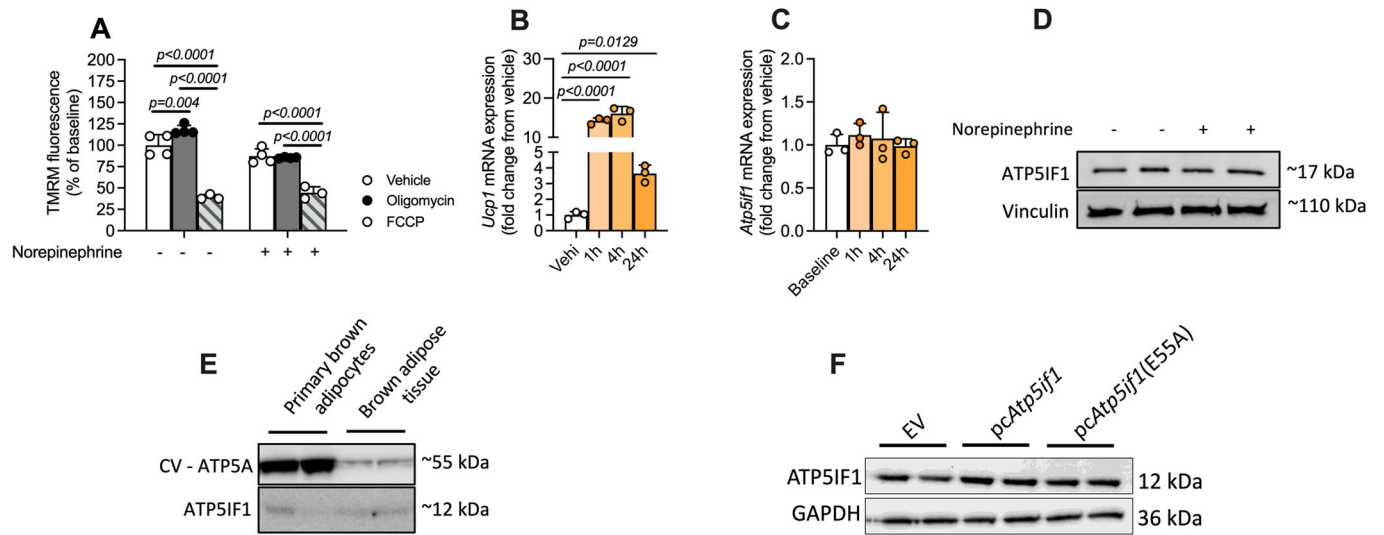 A
TMRM fluorescence
(% of baseline)
200
175
150
125
100
75
50
25
0
p<0.0001
p<0.0001
p=0.004
p<0.0001
p<0.0001
Vehicle
Oligomycin
FCCP
Norepinephrine - - - + + +
B
Ucp1 mRNA expression
(fold change from vehicle)
30
20
10
5
4
3
2
1
0
p=0.0129
p<0.0001
p<0.0001
Vehi 1h 4h 24h
C
Atp5if1 mRNA expression
(fold change from vehicle)
2.0
1.5
1.0
0.5
0.0
Baseline 1h 4h 24h
D
Norepinephrine - - + +
ATP5IF1 ~17 kDa
Vinculin ~110 kDa
E
Primary brown
adipocytes
Brown adipose
tissue
CV - ATP5A ~55 kDa
ATP5IF1 ~12 kDa
F
EV pcAtp5if1 pcAtp5if1(E55A)
ATP5IF1 12 kDa
GAPDH 36 kDa